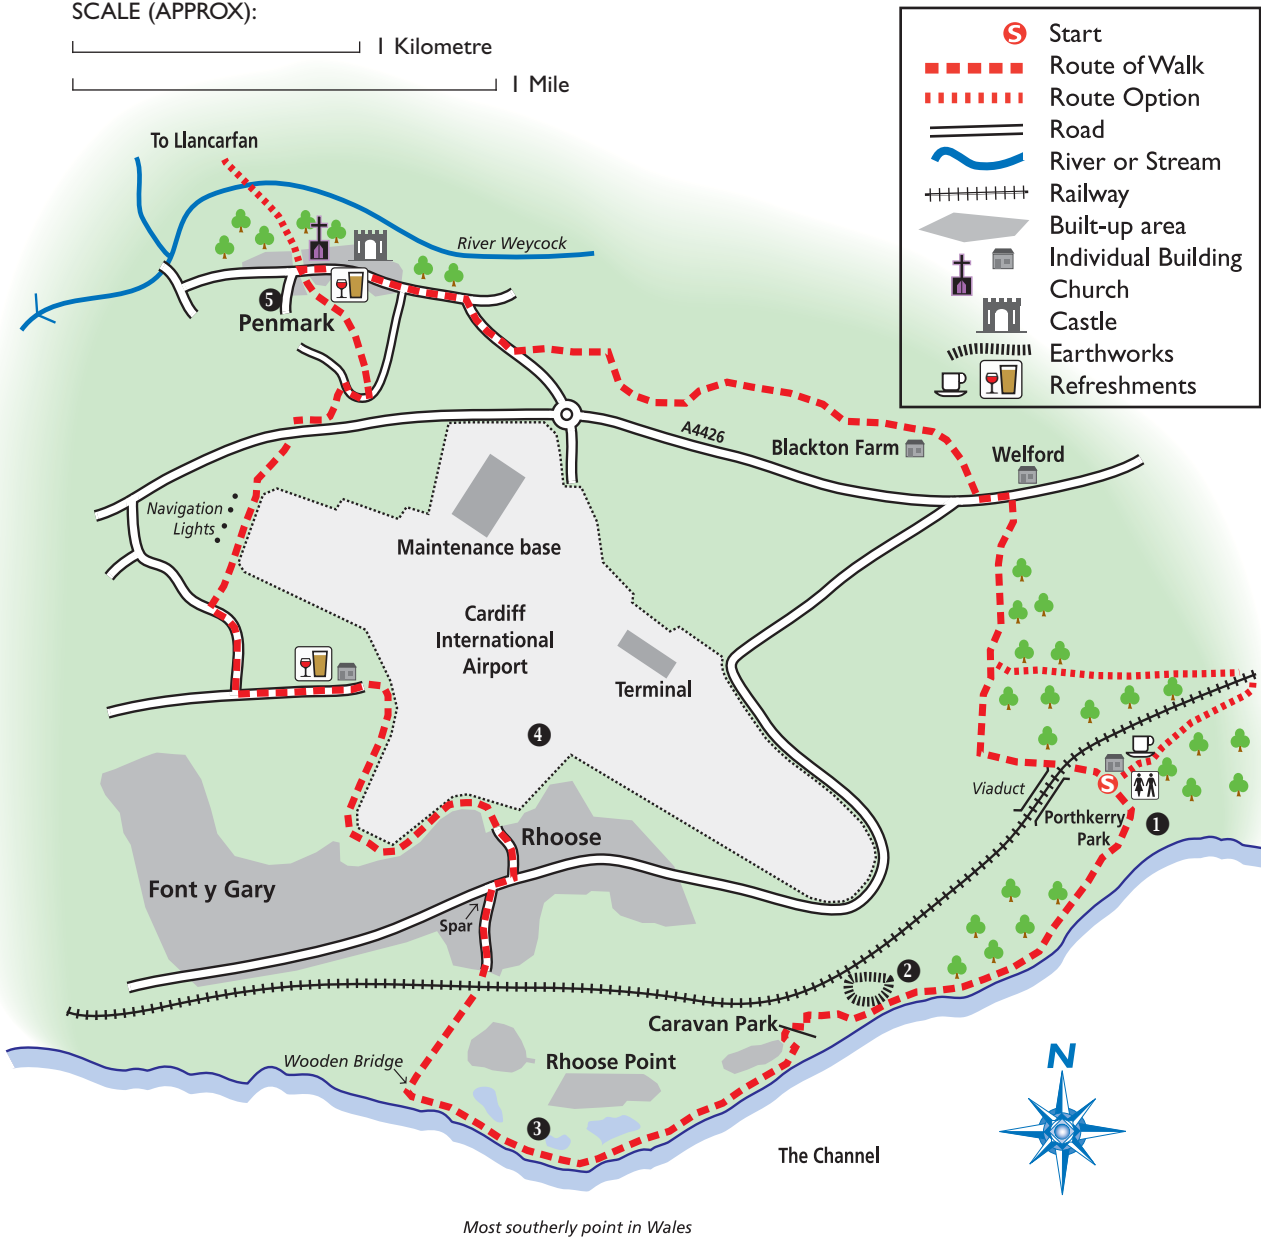 SCALE (APPROX):
1 Kilometre
1 Mile
S Start
Route of Walk
Route Option
Road
River or Stream
Railway
Built-up area
Individual Building
Church
Castle
Earthworks
Refreshments
To Llancarfan
River Weycock
5
Penmark
A4426
Blackton Farm
Welford
Navigation
Lights
Maintenance base
Cardiff
International
Airport
Terminal
4
Viaduct
S
Porthkerry
Park
1
Rhoose
Font y Gary
Spar
2
Caravan Park
Wooden Bridge
Rhoose Point
3
N
The Channel
Most southerly point in Wales